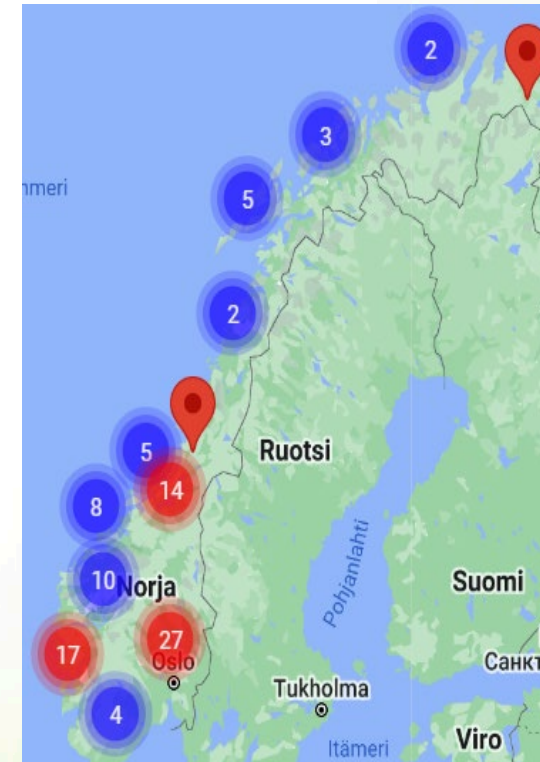 2
3
nmeri
5
2
Ruotsi
5
14
8
Pohjanlahti
10
Norja
Suomi
27
17
Oslo
Санкт
Tukholma
4
Viro
Itämeri